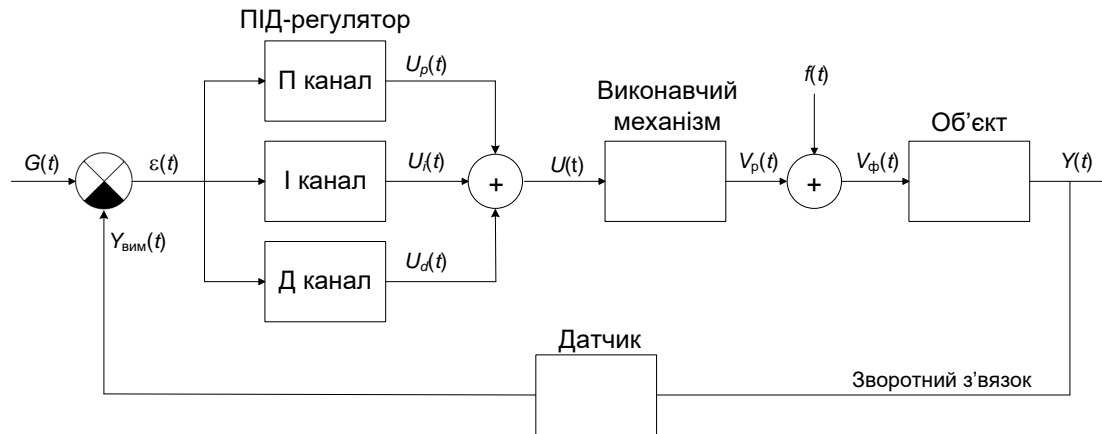 ПІД-регулятор
П канал
Up(t)
f(t)
Виконавчий
механізм
Об’єкт
G(t)
ε(t)
І канал
Ui(t)
+
U(t)
Vр(t)
+
Vф(t)
Y(t)
Yвим(t)
Д канал
Ud(t)
Датчик
Зворотний з’вязок